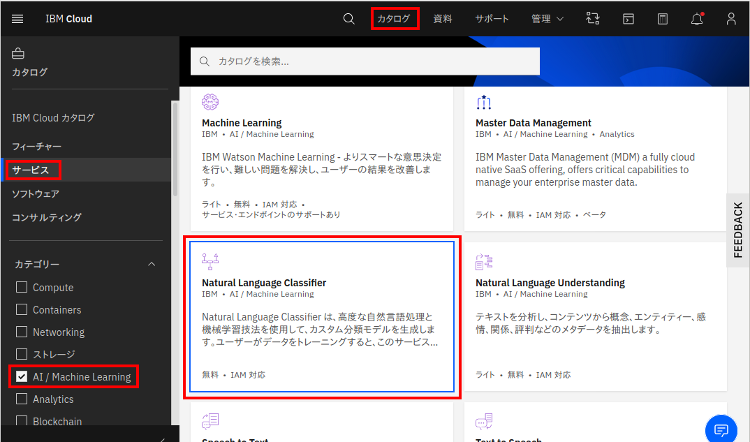 IBM Cloud
カタログ
資料
サポート
管理
カタログ
カタログを検索...
IBM Cloud カタログ
フィーチャー
サービス
ソフトウェア
コンサルティング
カテゴリー
Compute
Containers
Networking
ストレージ
AI / Machine Learning
Analytics
Blockchain
Machine Learning
IBM • AI / Machine Learning
IBM Watson Machine Learning - よりスマートな意思決定
を行い、難しい問題を解決し、ユーザーの結果を改善しま
す。
ライト • 無料 • IAM 対応 •
サービス・エンドポイントのサポートあり
Master Data Management
IBM • AI / Machine Learning • Analytics
IBM Master Data Management (MDM) a fully cloud
native SaaS offering, offers critical capabilities to
manage your enterprise master data.
ライト • 無料 • IAM 対応 • ベータ
Natural Language Classifier
IBM • AI / Machine Learning
Natural Language Classifier は、高度な自然言語処理と
機械学習技法を使用して、カスタム分類モデルを生成しま
す。ユーザーがデータをトレーニングすると、このサービス...
無料 • IAM 対応
Natural Language Understanding
IBM • AI / Machine Learning
テキストを分析し、コンテンツから概念、エンティティー、感
情、関係、評判などのメタデータを抽出します。
ライト • 無料 • IAM 対応
Speech to Text
Text to Speech
FEEDBACK